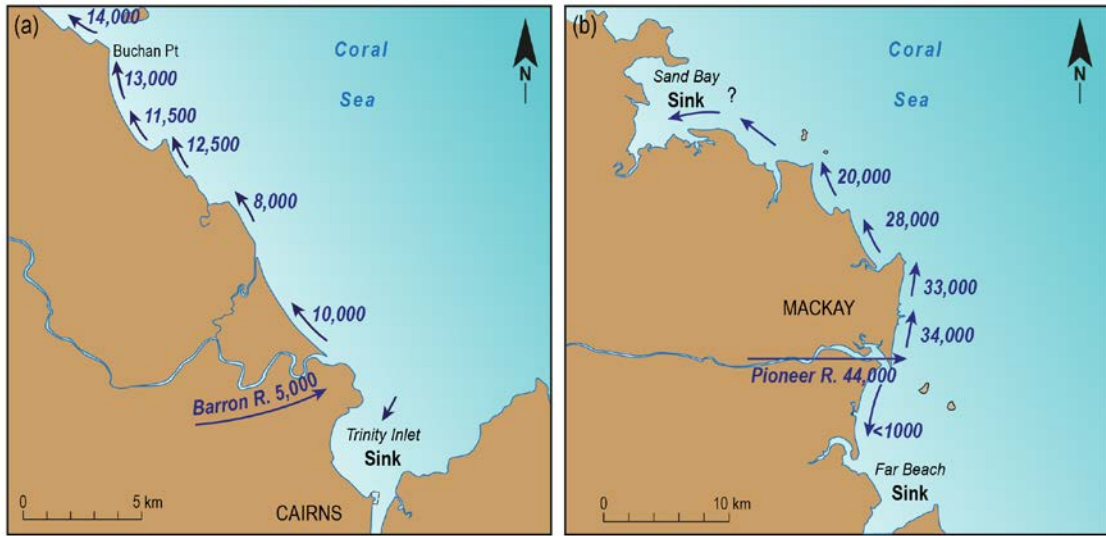 (a)
14,000
Buchan Pt
13,000
11,500
12,500
8,000
10,000
Barron R. 5,000
Coral
Sea
N
Trinity Inlet
Sink
CAIRNS
0 5 km
(b)
Coral
Sea
N
Sand Bay
Sink
?
20,000
28,000
33,000
MACKAY
34,000
Pioneer R. 44,000
<1000
Far Beach
Sink
0 10 km